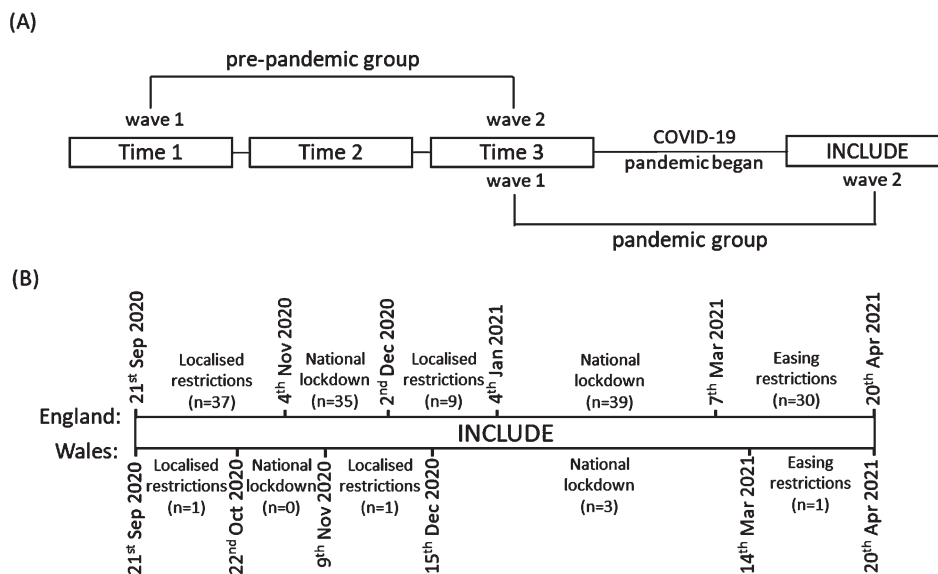 (A)
pre-pandemic group
wave 1
wave 2
Time 1
Time 2
Time 3
COVID-19
pandemic began
INCLUDE
wave 1
wave 2
pandemic group
(B)
21st Sep 2020
Localised
restrictions
(n=37)
4th Nov 2020
National
lockdown
(n=35)
2nd Dec 2020
Localised
restrictions
(n=9)
4th Jan 2021
National
lockdown
(n=39)
7th Mar 2021
Easing
restrictions
(n=30)
20th Apr 2021
England:
INCLUDE
Wales:
21st Sep 2020
Localised
restrictions
(n=1)
22nd Oct 2020
National
lockdown
(n=0)
9th Nov 2020
Localised
restrictions
(n=1)
15th Dec 2020
National
lockdown
(n=3)
14th Mar 2021
Easing
restrictions
(n=1)
20th Apr 2021